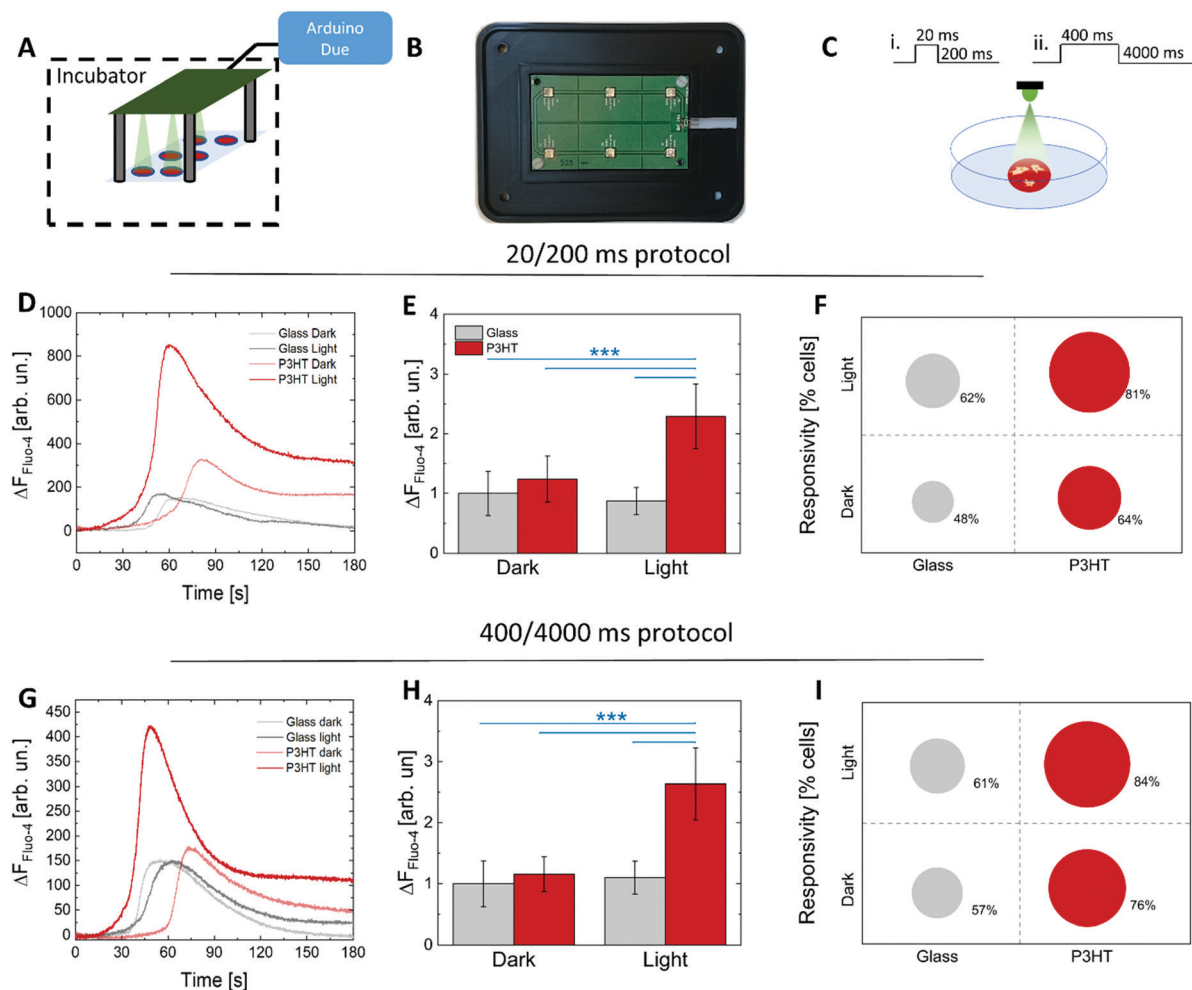 A
Arduino
Due
Incubator
B
515
C
i.
20 ms
200 ms
ii.
400 ms
4000 ms
20/200 ms protocol
D
ΔF Fluo-4 [arb. un.]
1000
800
600
400
200
0
Glass Dark
Glass Light
P3HT Dark
P3HT Light
0 30 60 90 120 150 180
Time [s]
E
ΔF Fluo-4 [arb. un.]
4
3
2
1
0
Glass
P3HT
***
Dark Light
F
Responsivity [% cells]
Light
Dark
62%
81%
48%
64%
Glass P3HT
400/4000 ms protocol
G
ΔF Fluo-4 [arb. un.]
450
400
350
300
250
200
150
100
50
0
Glass dark
Glass light
P3HT dark
P3HT light
0 30 60 90 120 150 180
Time [s]
H
ΔF Fluo-4 [arb. un]
4
3
2
1
0
***
Dark Light
I
Responsivity [% cells]
Light
Dark
61%
84%
57%
76%
Glass P3HT